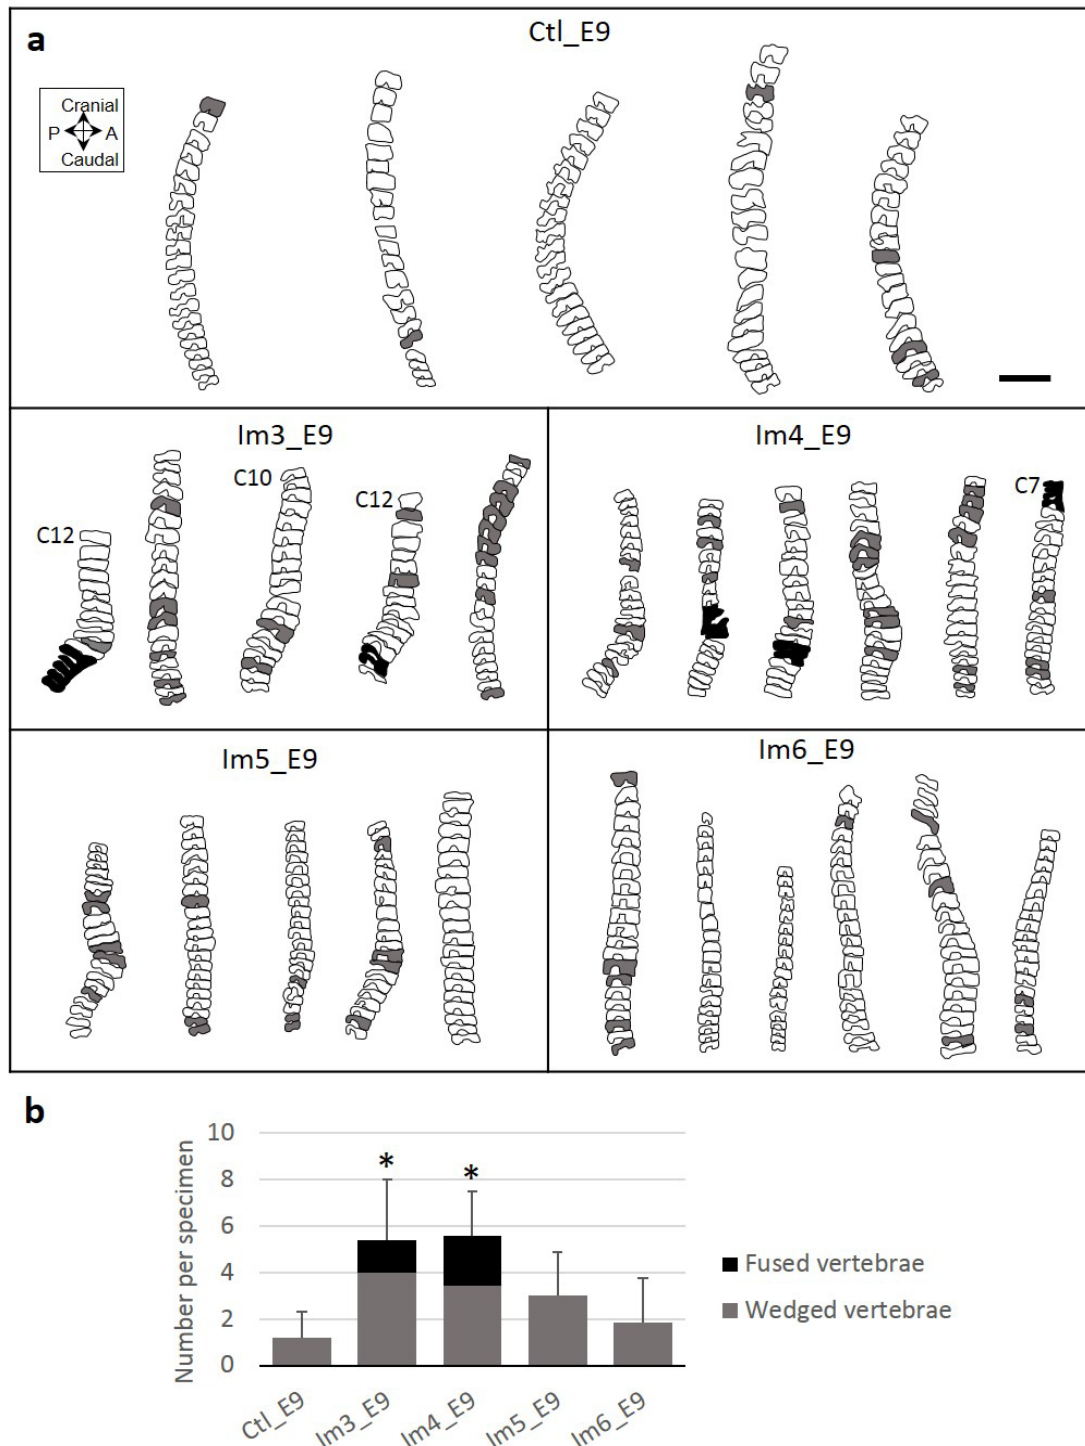 a
Ctl_E9
Cranial
P A
Caudal
Im3_E9
C12
C10
C12
Im4_E9
C7
Im5_E9
Im6_E9
b
Number per specimen
10
8
6
4
2
0
* *
Fused vertebrae
Wedged vertebrae
Ctl_E9
Im3_E9
Im4_E9
Im5_E9
Im6_E9